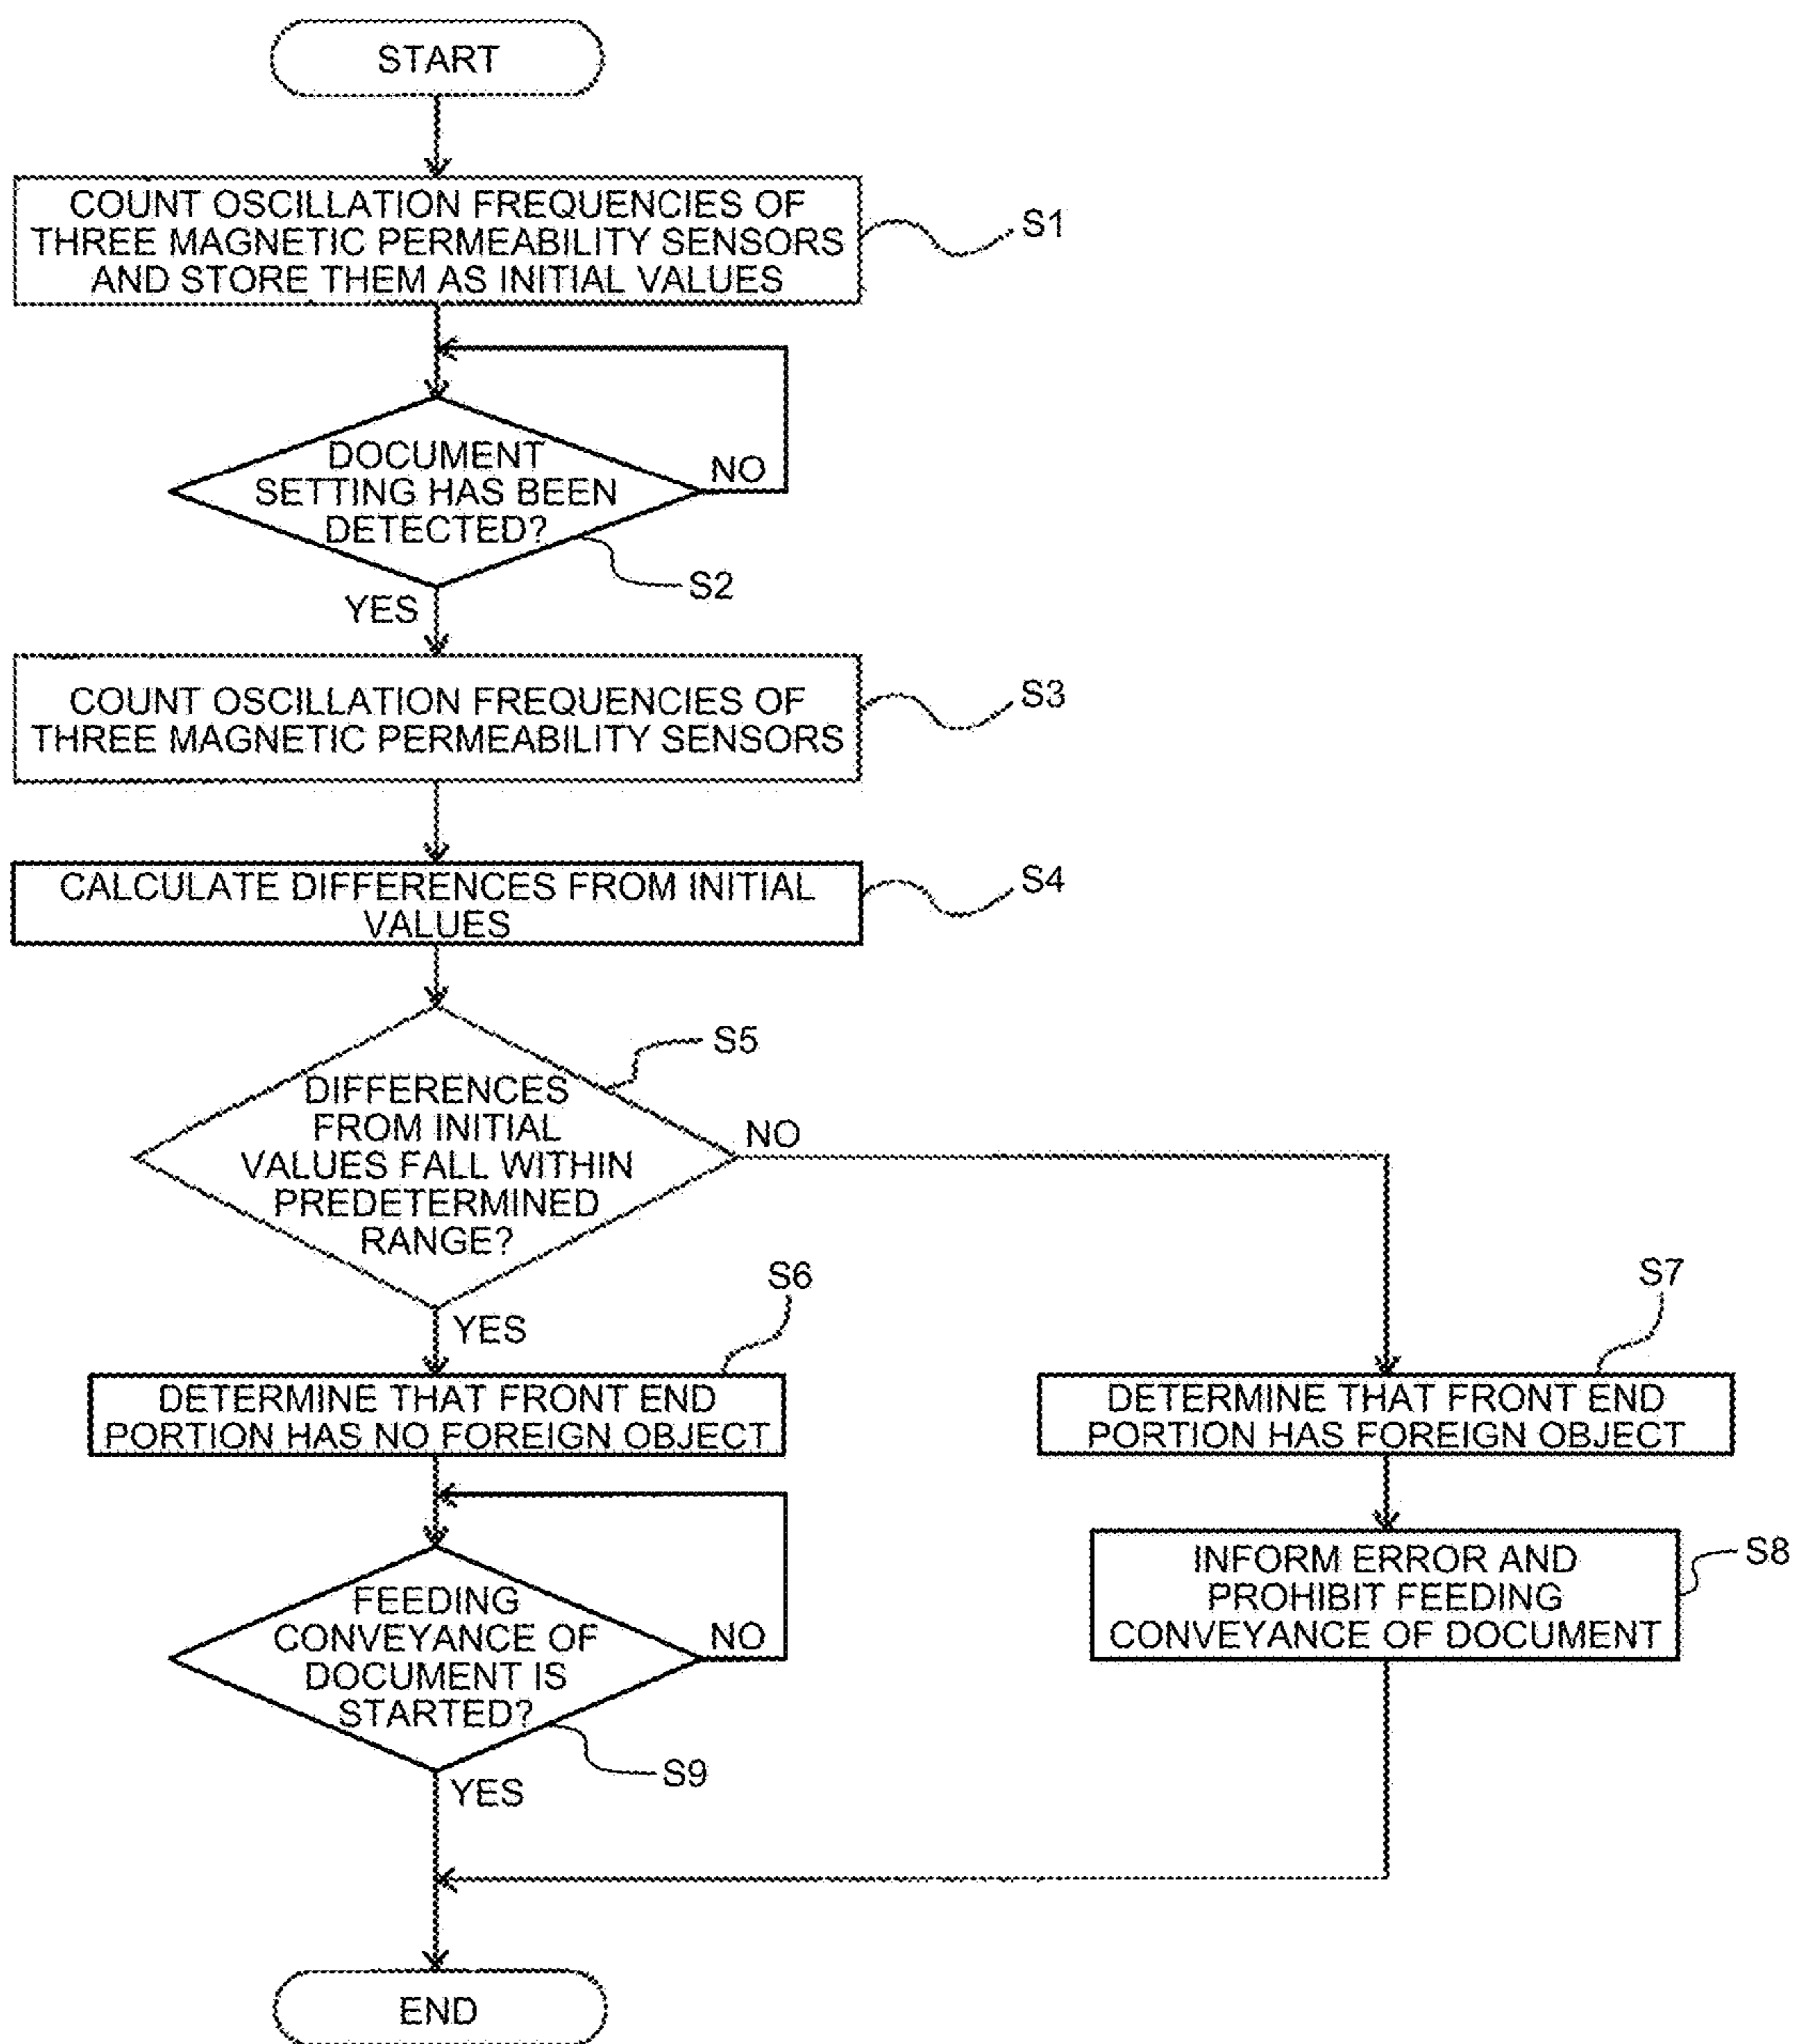 START
COUNT OSCILLATION FREQUENCIES OF
THREE MAGNETIC PERMEABILITY SENSORS
AND STORE THEM AS INITIAL VALUES
S1
DOCUMENT
SETTING HAS BEEN
DETECTED?
NO
S2
YES
COUNT OSCILLATION FREQUENCIES OF
THREE MAGNETIC PERMEABILITY SENSORS
S3
CALCULATE DIFFERENCES FROM INITIAL
VALUES
S4
S5
DIFFERENCES
FROM INITIAL
VALUES FALL WITHIN
PREDETERMINED
RANGE?
NO
YES
S6
DETERMINE THAT FRONT END
PORTION HAS NO FOREIGN OBJECT
S7
DETERMINE THAT FRONT END
PORTION HAS FOREIGN OBJECT
INFORM ERROR AND
PROHIBIT FEEDING
CONVEYANCE OF DOCUMENT
S8
FEEDING
CONVEYANCE OF
DOCUMENT IS
STARTED?
NO
S9
YES
END